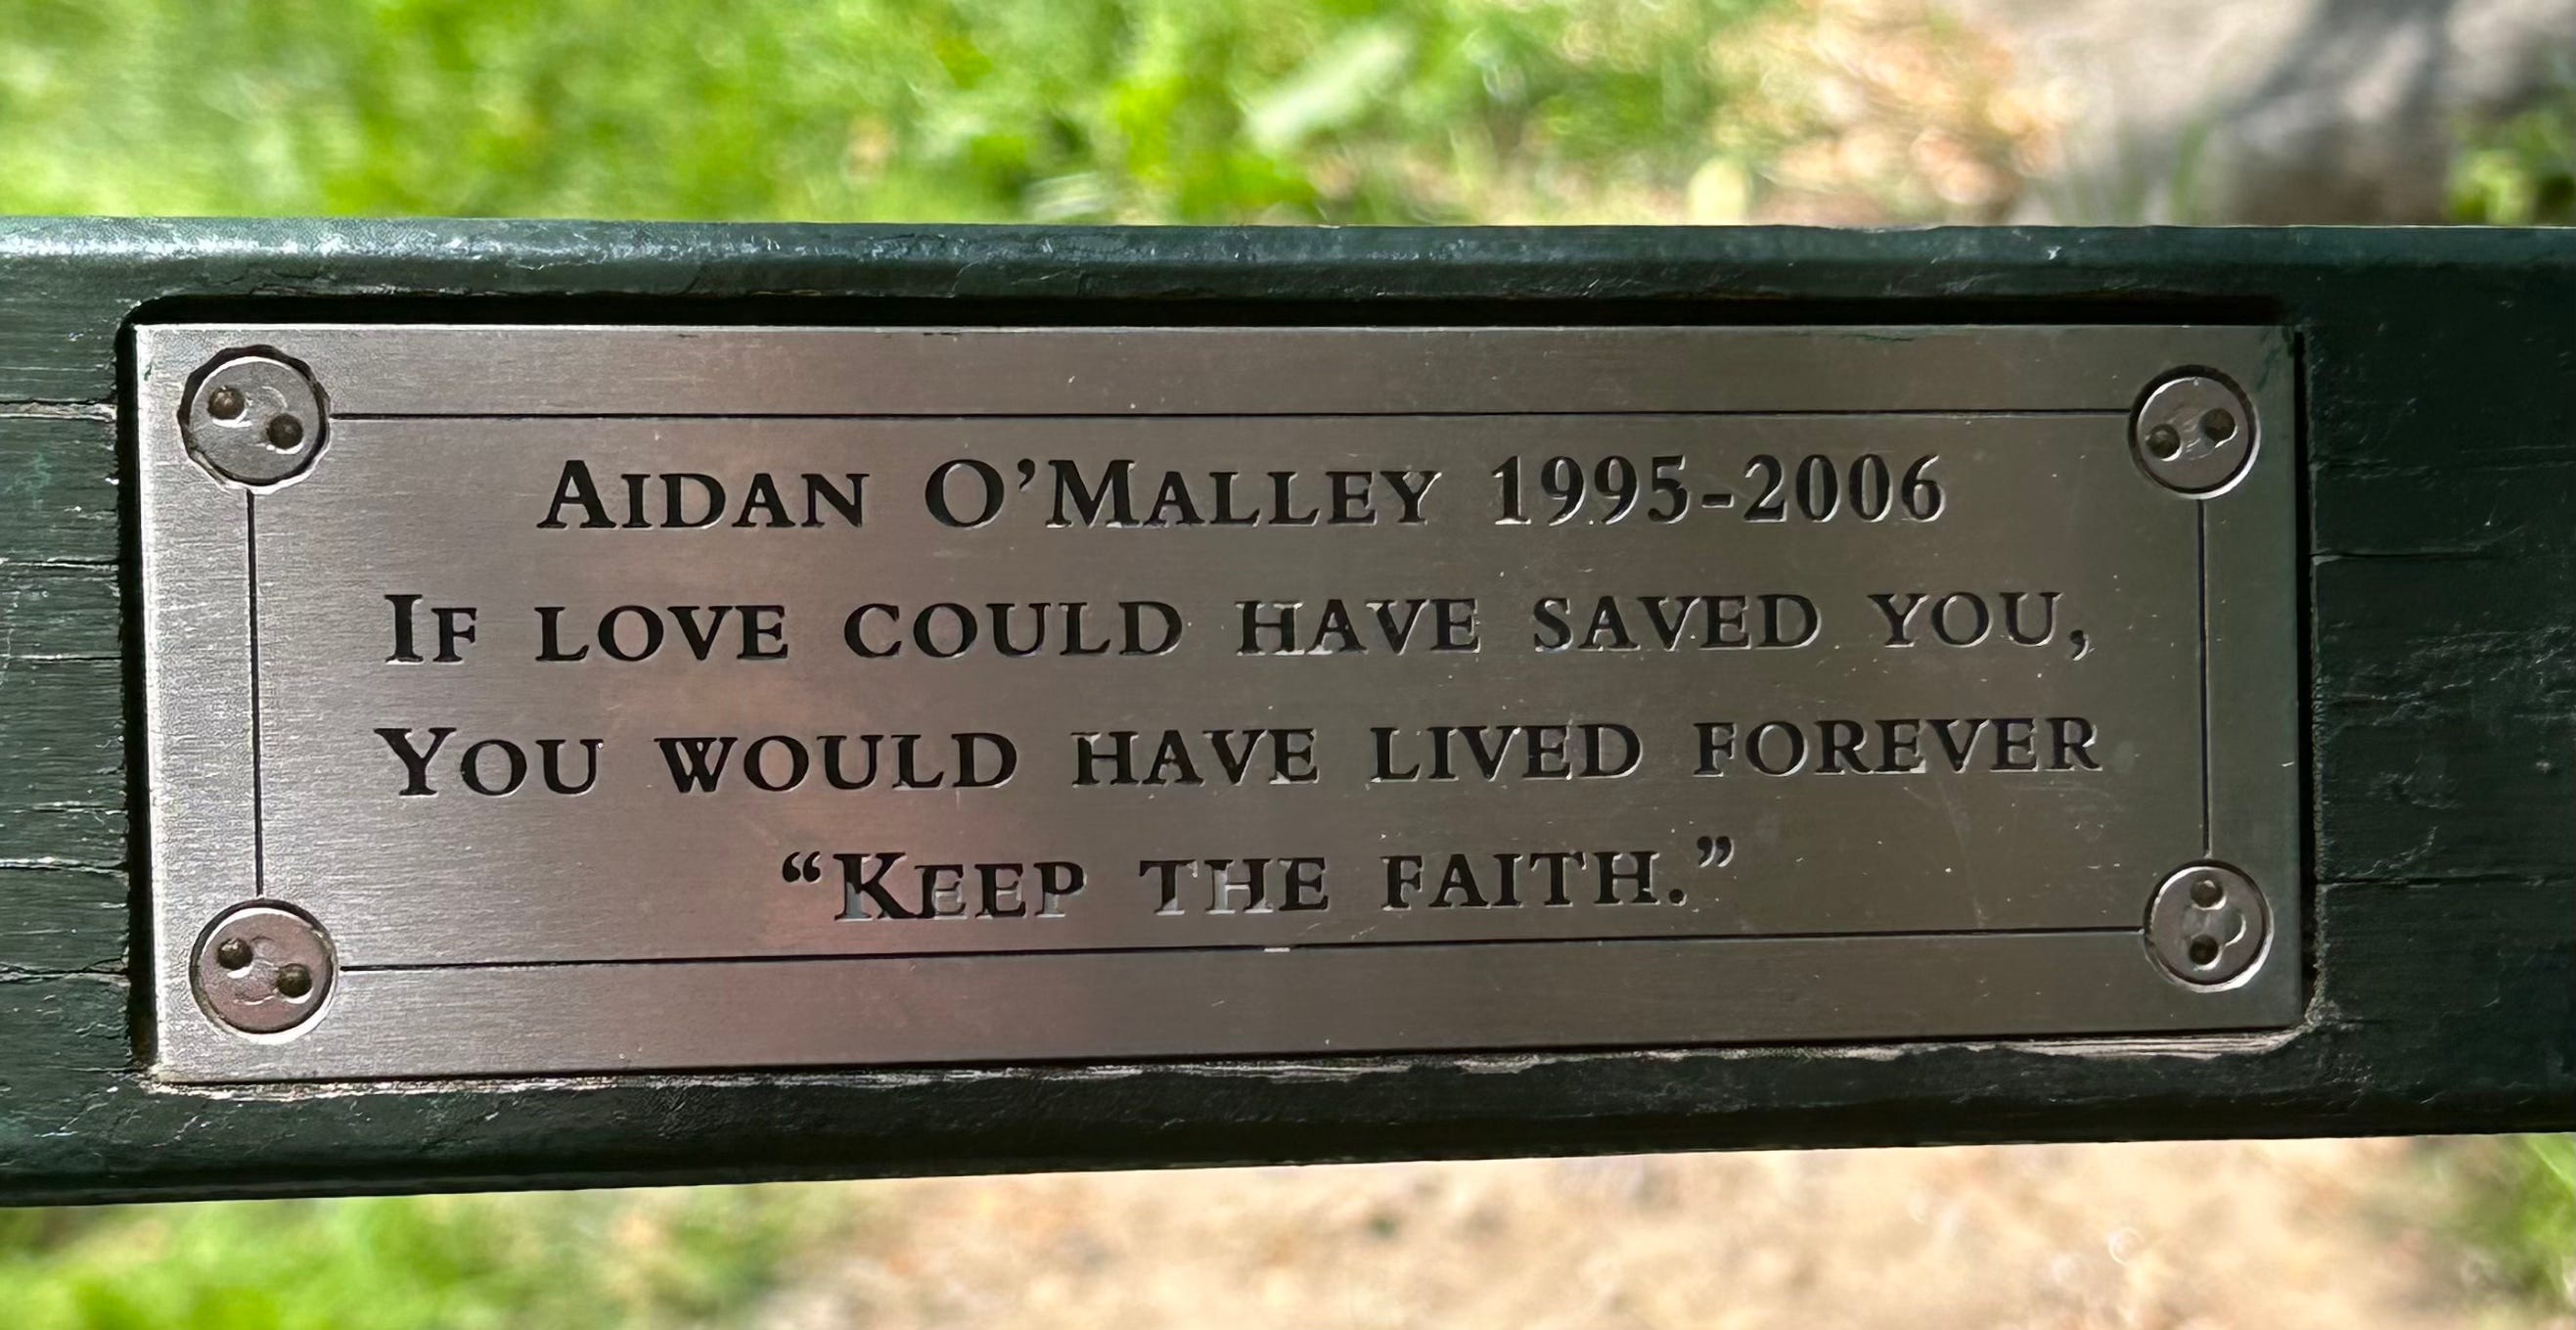 AIDAN O’MALLEY 1995-2006
IF LOVE COULD HAVE SAVED YOU,
YOU WOULD HAVE LIVED FOREVER
“KEEP THE FAITH.”